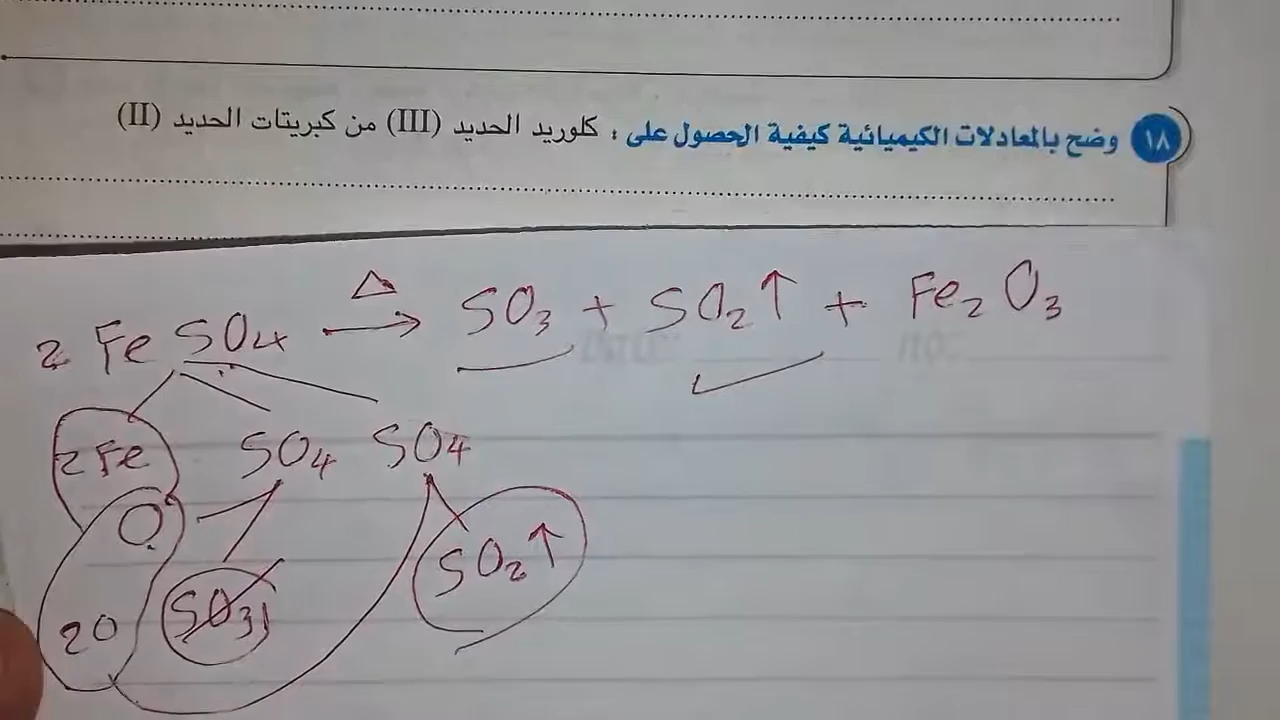 ١٨ وضح بالمعادلات الكيميائية كيفية الحصول على : كلوريد الحديد (III) من كبريتات الحديد (II)
2 FeSO4 →Δ SO3 + SO2↑ + Fe2O3
2Fe SO4 SO4
O SO2↑
2O SO3